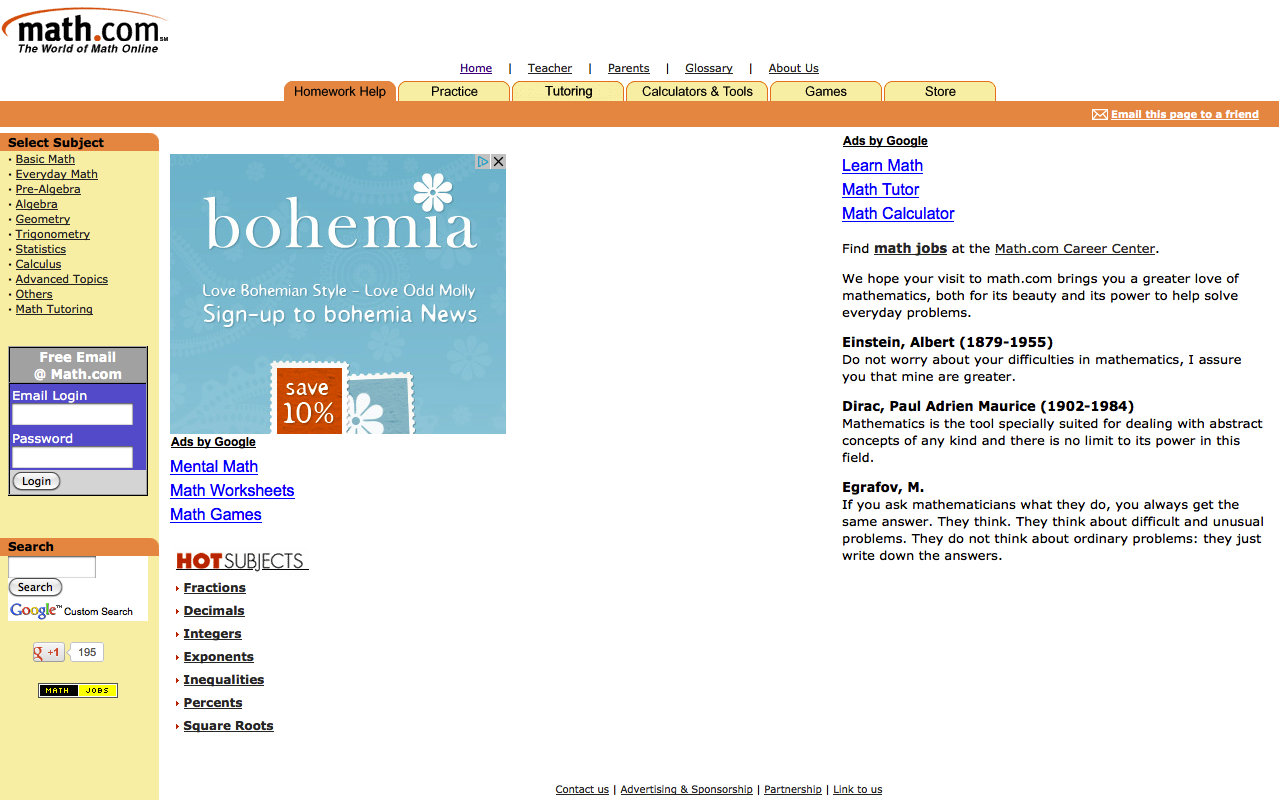 math.com SM
The World of Math Online
Home | Teacher | Parents | Glossary | About Us
Homework Help Practice Tutoring Calculators & Tools Games Store
Email this page to a friend
Select Subject
· Basic Math
· Everyday Math
· Pre-Algebra
· Algebra
· Geometry
· Trigonometry
· Statistics
· Calculus
· Advanced Topics
· Others
· Math Tutoring
Free Email
@ Math.com
Email Login
Password
Login
Search
Search
Google™ Custom Search
g +1 195
MATH JOBS
bohemia
Love Bohemian Style – Love Odd Molly
Sign-up to bohemia News
save
10%
Ads by Google
Mental Math
Math Worksheets
Math Games
HOT SUBJECTS
Fractions
Decimals
Integers
Exponents
Inequalities
Percents
Square Roots
Ads by Google
Learn Math
Math Tutor
Math Calculator
Find math jobs at the Math.com Career Center.
We hope your visit to math.com brings you a greater love of
mathematics, both for its beauty and its power to help solve
everyday problems.
Einstein, Albert (1879-1955)
Do not worry about your difficulties in mathematics, I assure
you that mine are greater.
Dirac, Paul Adrien Maurice (1902-1984)
Mathematics is the tool specially suited for dealing with abstract
concepts of any kind and there is no limit to its power in this
field.
Egrafov, M.
If you ask mathematicians what they do, you always get the
same answer. They think. They think about difficult and unusual
problems. They do not think about ordinary problems: they just
write down the answers.
Contact us | Advertising & Sponsorship | Partnership | Link to us